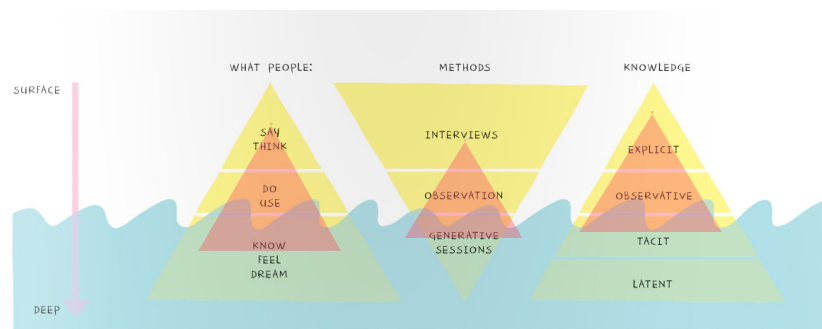 WHAT PEOPLE:
METHODS
KNOWLEDGE
SURFACE
SAY
THINK
INTERVIEWS
EXPLICIT
DO
USE
OBSERVATION
OBSERVATIVE
KNOW
FEEL
DREAM
GENERATIVE
SESSIONS
TACIT
LATENT
DEEP